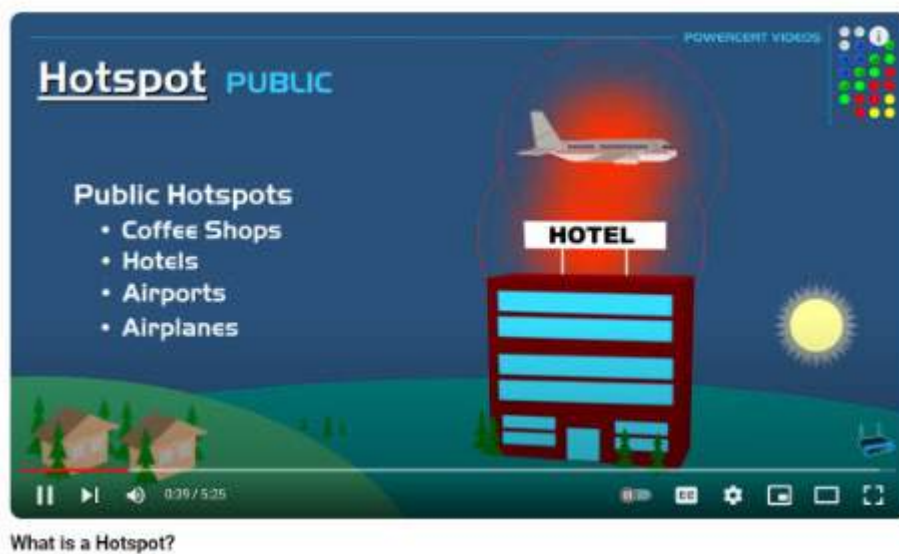 POWERCERT VIDEOS
Hotspot PUBLIC
Public Hotspots
• Coffee Shops
• Hotels
• Airports
• Airplanes
HOTEL
0:39 / 5:25
CC
What is a Hotspot?